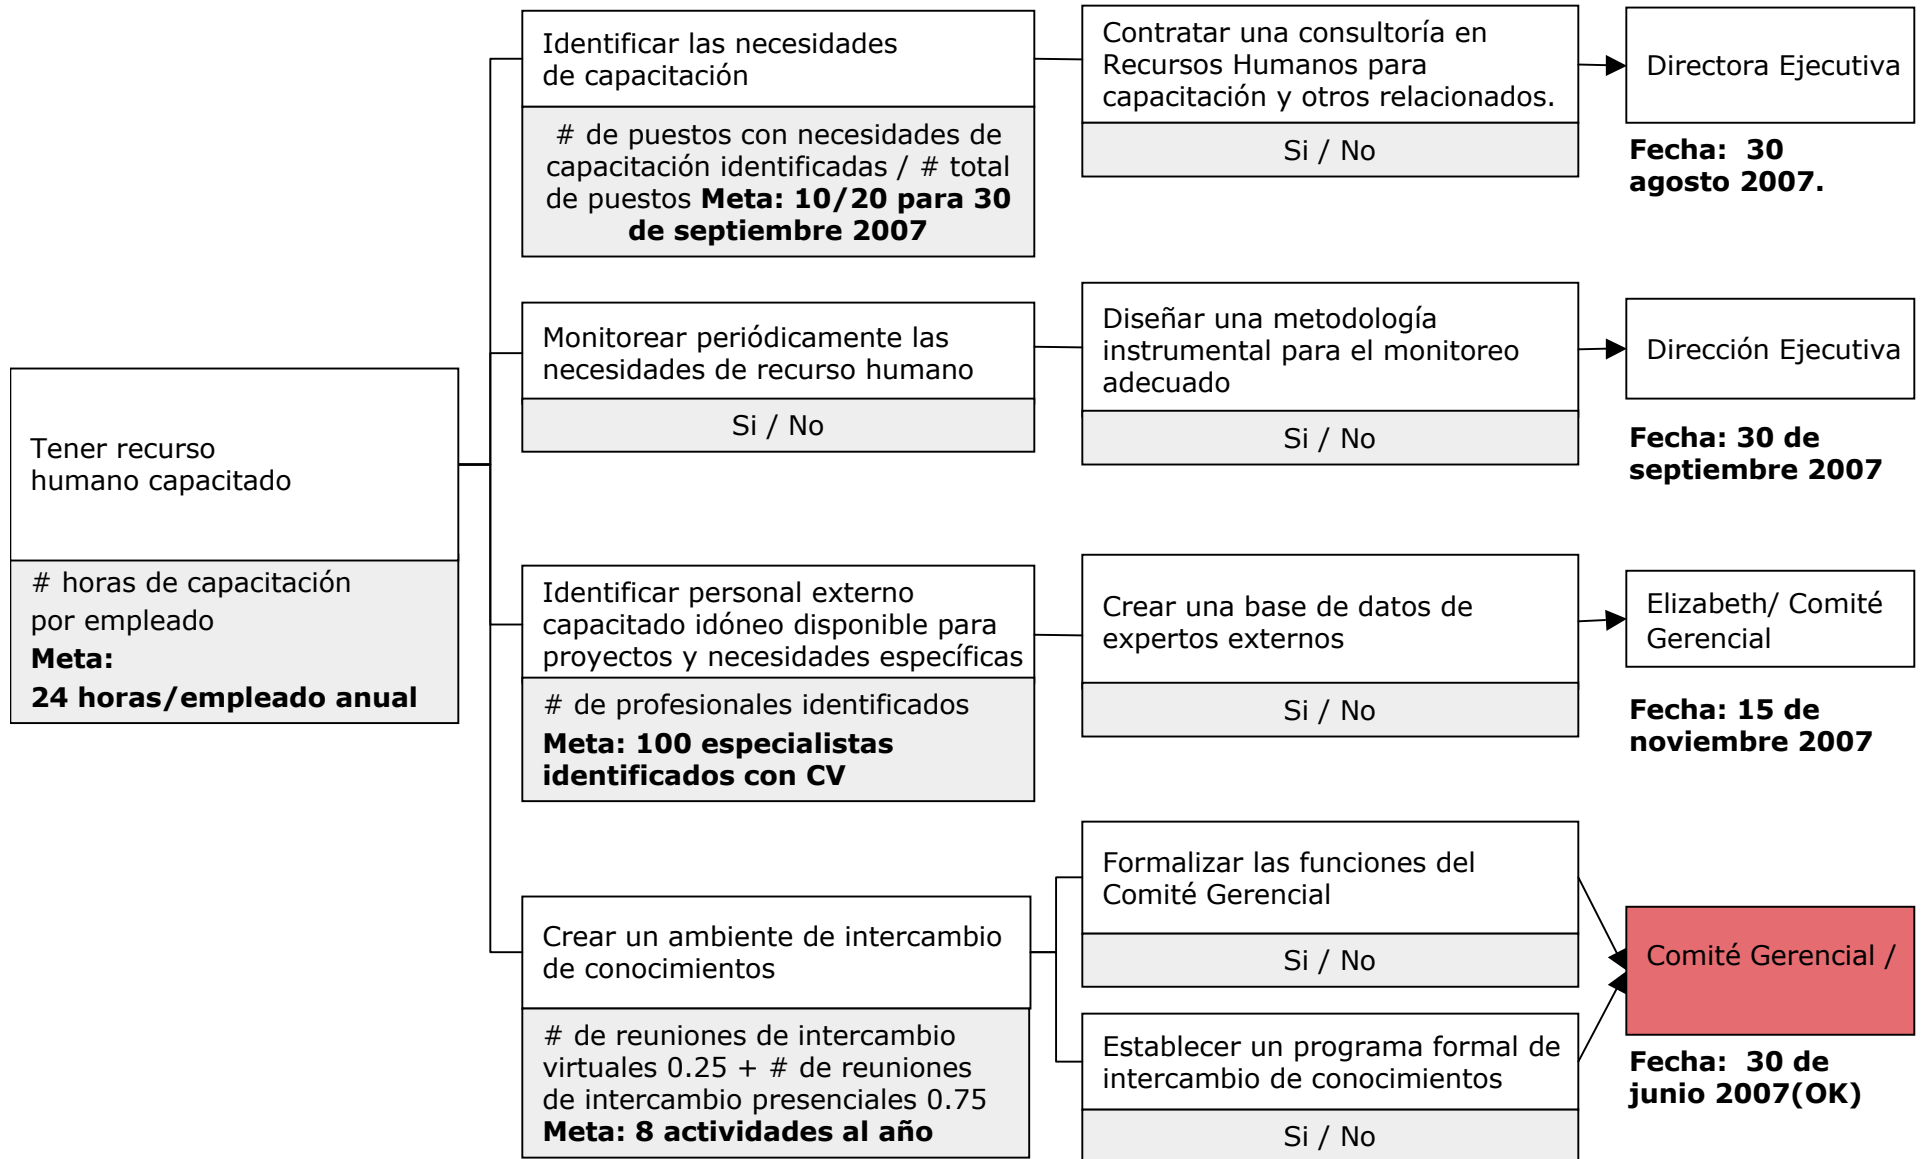 Identificar las necesidades
de capacitación
# de puestos con necesidades de
capacitación identificadas / # total
de puestos Meta: 10/20 para 30
de septiembre 2007
Contratar una consultoría en
Recursos Humanos para
capacitación y otros relacionados.
Si / No
Directora Ejecutiva
Fecha: 30
agosto 2007.
Monitorear periódicamente las
necesidades de recurso humano
Si / No
Diseñar una metodología
instrumental para el monitoreo
adecuado
Si / No
Dirección Ejecutiva
Fecha: 30 de
septiembre 2007
Tener recurso
humano capacitado
# horas de capacitación
por empleado
Meta:
24 horas/empleado anual
Identificar personal externo
capacitado idóneo disponible para
proyectos y necesidades específicas
# de profesionales identificados
Meta: 100 especialistas
identificados con CV
Crear una base de datos de
expertos externos
Si / No
Elizabeth/ Comité
Gerencial
Fecha: 15 de
noviembre 2007
Crear un ambiente de intercambio
de conocimientos
# de reuniones de intercambio
virtuales 0.25 + # de reuniones
de intercambio presenciales 0.75
Meta: 8 actividades al año
Formalizar las funciones del
Comité Gerencial
Si / No
Establecer un programa formal de
intercambio de conocimientos
Si / No
Comité Gerencial /
Fecha: 30 de
junio 2007(OK)